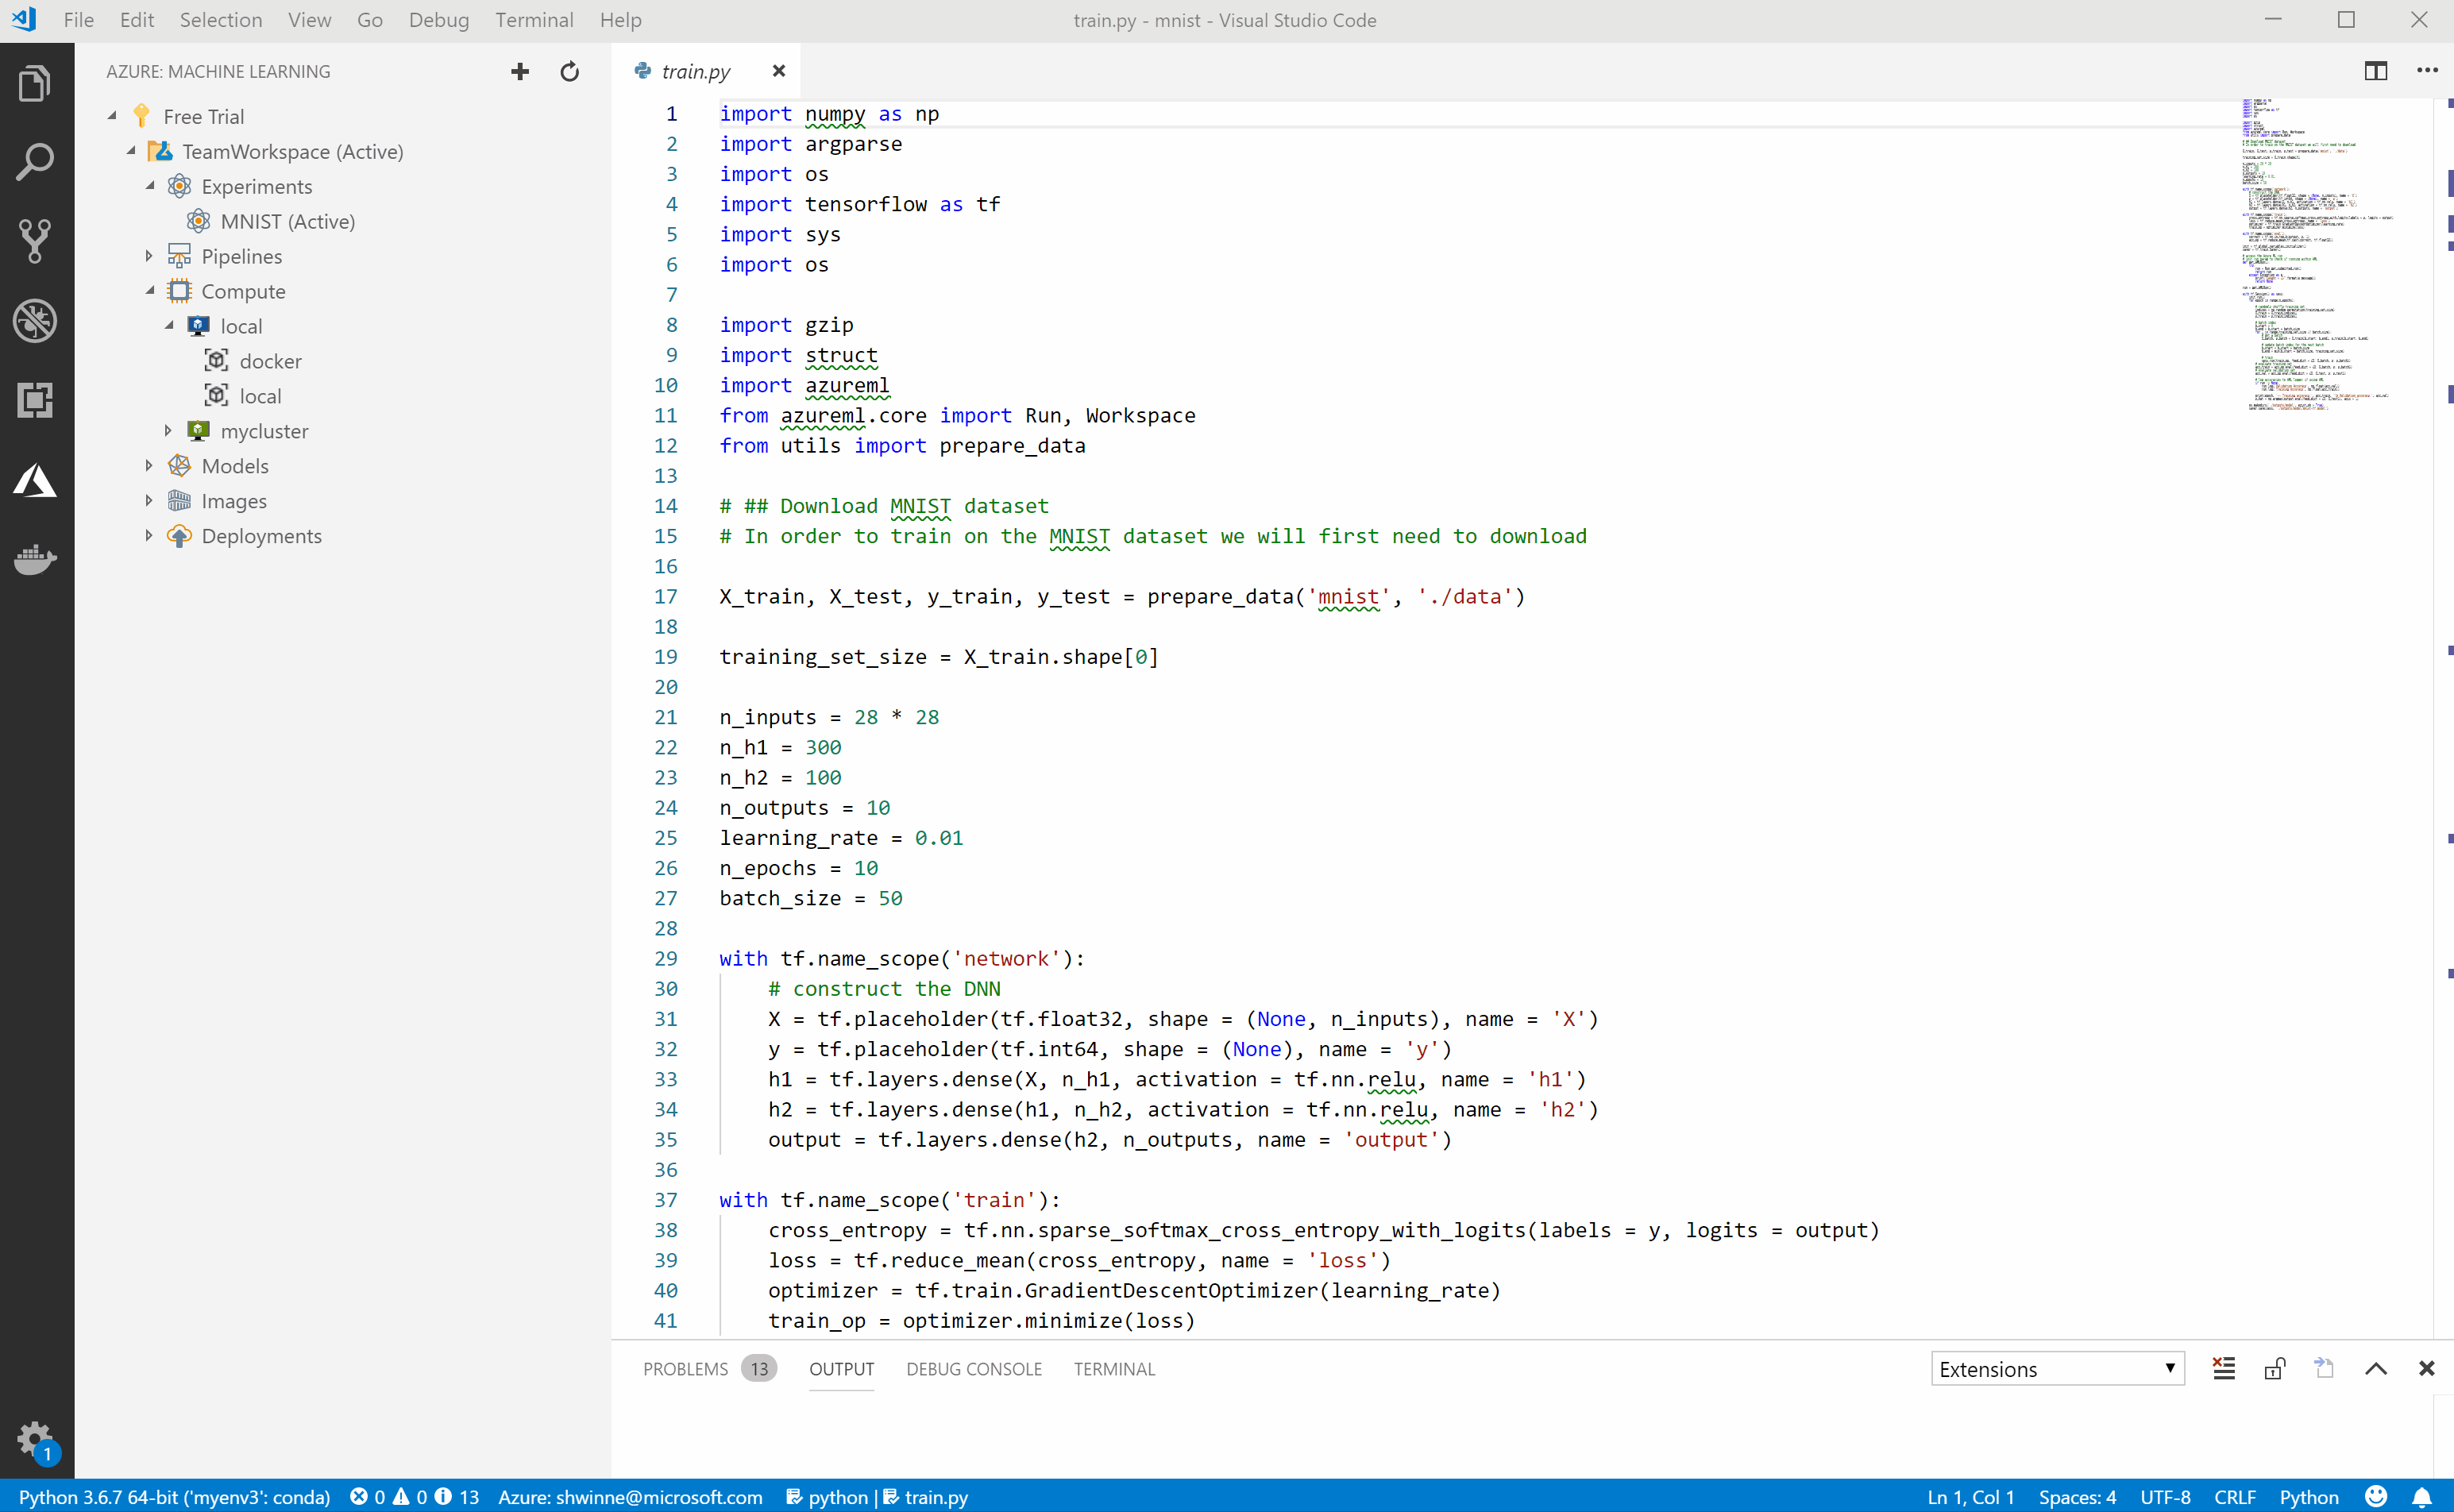 File Edit Selection View Go Debug Terminal Help train.py - mnist - Visual Studio Code
AZURE: MACHINE LEARNING
Free Trial
TeamWorkspace (Active)
Experiments
MNIST (Active)
Pipelines
Compute
local
docker
local
mycluster
Models
Images
Deployments
1
train.py
1 import numpy as np
2 import argparse
3 import os
4 import tensorflow as tf
5 import sys
6 import os
7
8 import gzip
9 import struct
10 import azureml
11 from azureml.core import Run, Workspace
12 from utils import prepare_data
13
14 # ## Download MNIST dataset
15 # In order to train on the MNIST dataset we will first need to download
16
17 X_train, X_test, y_train, y_test = prepare_data('mnist', './data')
18
19 training_set_size = X_train.shape[0]
20
21 n_inputs = 28 * 28
22 n_h1 = 300
23 n_h2 = 100
24 n_outputs = 10
25 learning_rate = 0.01
26 n_epochs = 10
27 batch_size = 50
28
29 with tf.name_scope('network'):
30 # construct the DNN
31 X = tf.placeholder(tf.float32, shape = (None, n_inputs), name = 'X')
32 y = tf.placeholder(tf.int64, shape = (None), name = 'y')
33 h1 = tf.layers.dense(X, n_h1, activation = tf.nn.relu, name = 'h1')
34 h2 = tf.layers.dense(h1, n_h2, activation = tf.nn.relu, name = 'h2')
35 output = tf.layers.dense(h2, n_outputs, name = 'output')
36
37 with tf.name_scope('train'):
38 cross_entropy = tf.nn.sparse_softmax_cross_entropy_with_logits(labels = y, logits = output)
39 loss = tf.reduce_mean(cross_entropy, name = 'loss')
40 optimizer = tf.train.GradientDescentOptimizer(learning_rate)
41 train_op = optimizer.minimize(loss)
PROBLEMS 13 OUTPUT DEBUG CONSOLE TERMINAL Extensions
Python 3.6.7 64-bit ('myenv3': conda) 0 0 13 Azure: shwinne@microsoft.com python | train.py Ln 1, Col 1 Spaces: 4 UTF-8 CRLF Python